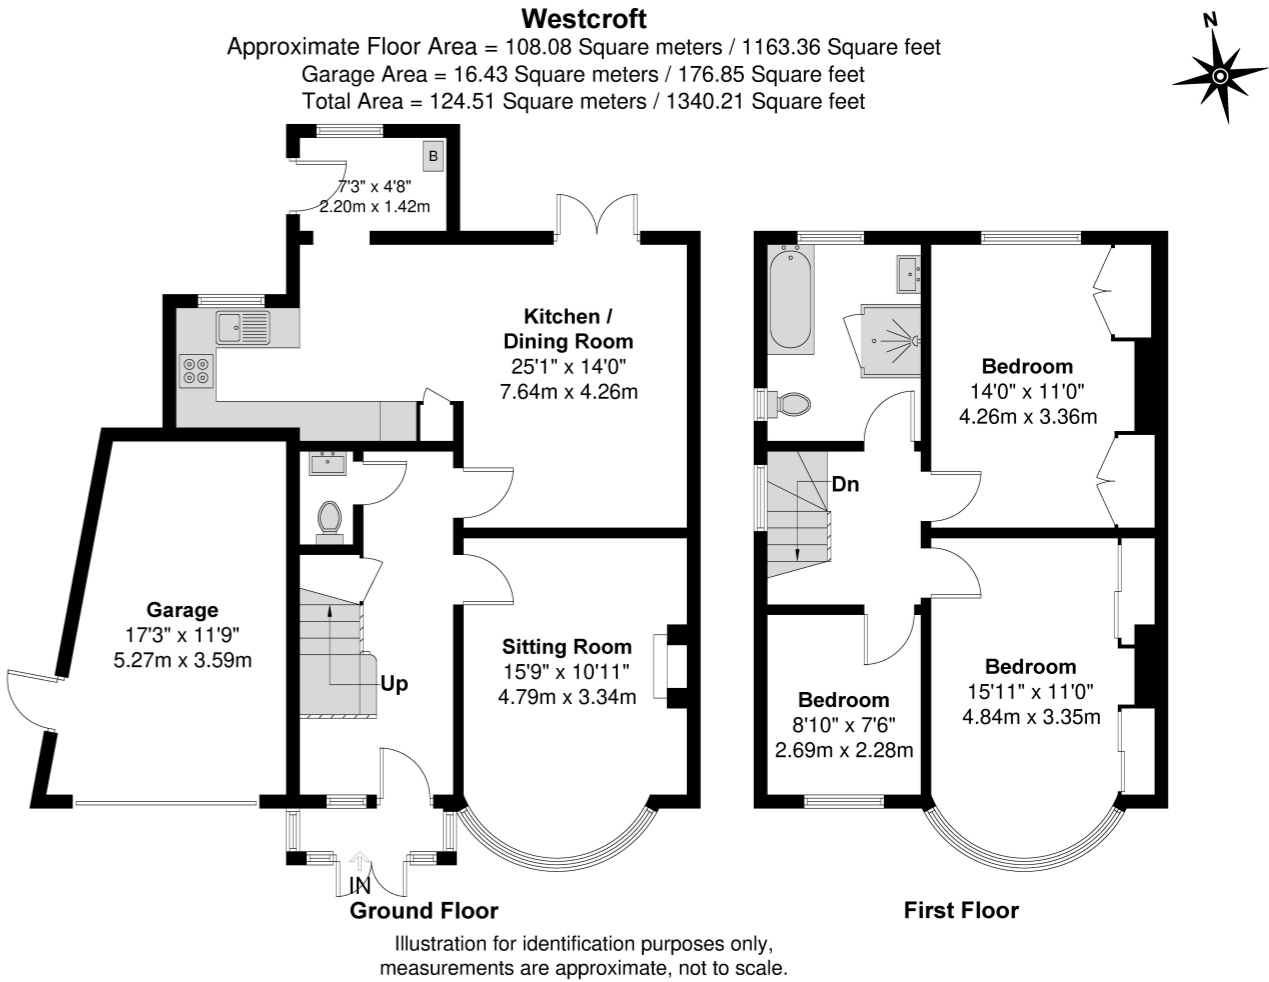 Westcroft
Approximate Floor Area = 108.08 Square meters / 1163.36 Square feet
Garage Area = 16.43 Square meters / 176.85 Square feet
Total Area = 124.51 Square meters / 1340.21 Square feet
N
B
7'3" x 4'8"
2.20m x 1.42m
Kitchen /
Dining Room
25'1" x 14'0"
7.64m x 4.26m
Garage
17'3" x 11'9"
5.27m x 3.59m
Up
Sitting Room
15'9" x 10'11"
4.79m x 3.34m
IN
Ground Floor
Bedroom
14'0" x 11'0"
4.26m x 3.36m
Dn
Bedroom
8'10" x 7'6"
2.69m x 2.28m
Bedroom
15'11" x 11'0"
4.84m x 3.35m
First Floor
Illustration for identification purposes only,
measurements are approximate, not to scale.